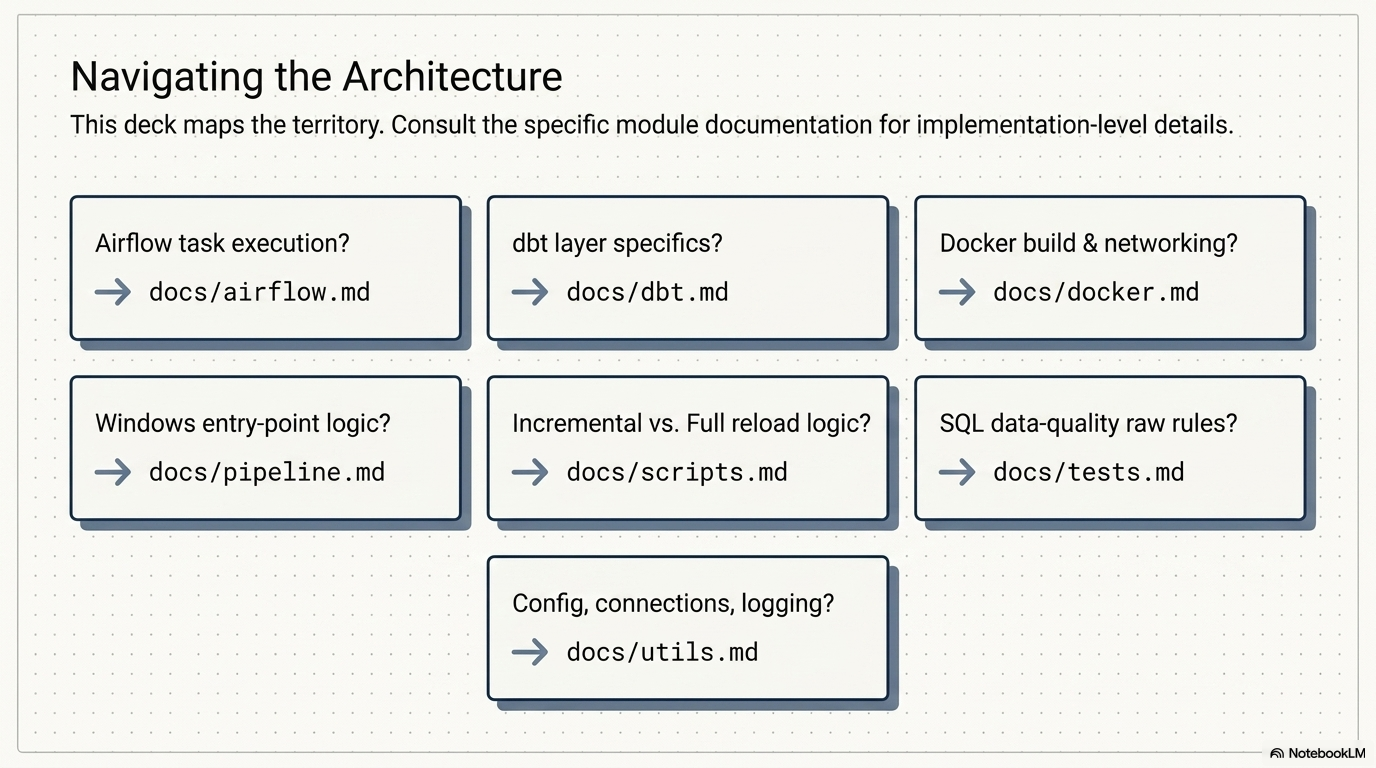 Navigating the Architecture
This deck maps the territory. Consult the specific module documentation for implementation-level details.
Airflow task execution?
→ docs/airflow.md
dbt layer specifics?
→ docs/dbt.md
Docker build & networking?
→ docs/docker.md
Windows entry-point logic?
→ docs/pipeline.md
Incremental vs. Full reload logic?
→ docs/scripts.md
SQL data-quality raw rules?
→ docs/tests.md
Config, connections, logging?
→ docs/utils.md
NotebookLM